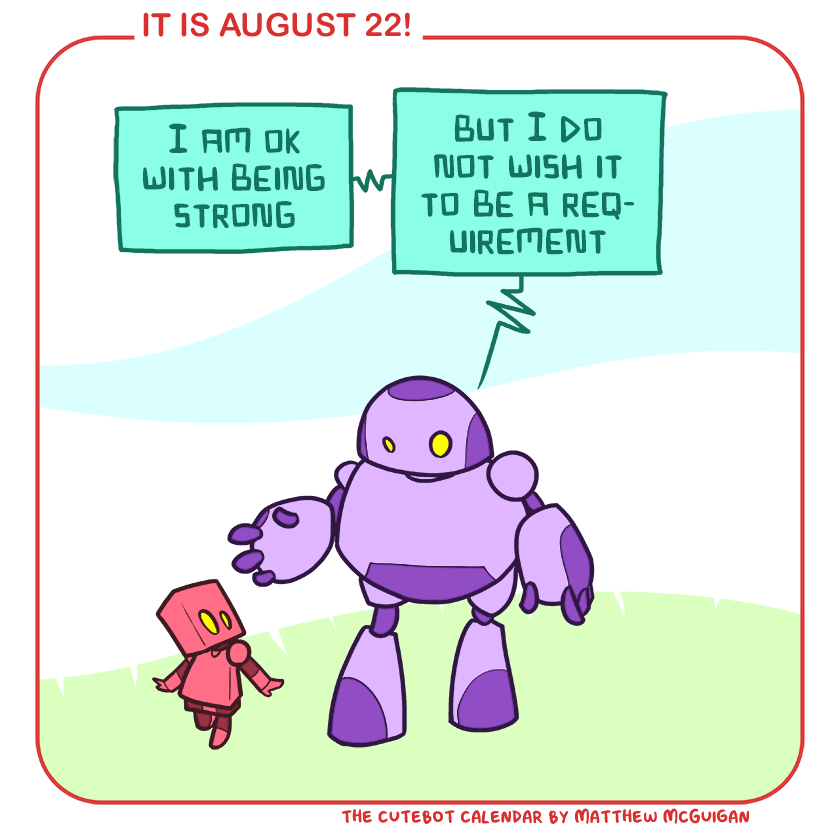 IT IS AUGUST 22!
I AM OK
WITH BEING
STRONG
BUT I DO
NOT WISH IT
TO BE A REQ-
UIREMENT
THE CUTEBOT CALENDAR BY MATTHEW MCGUIGAN